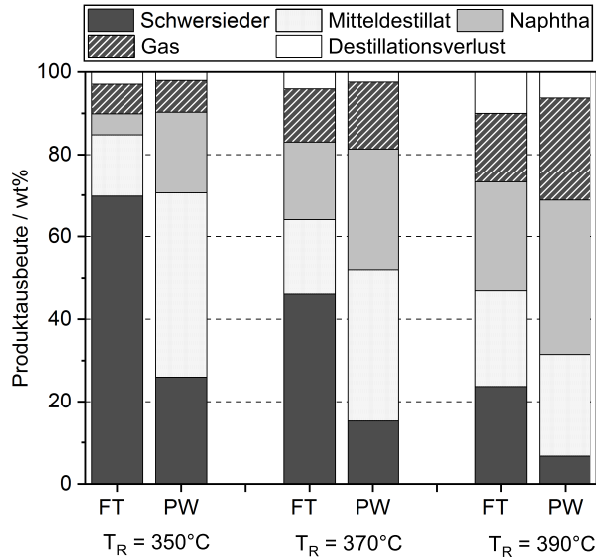 Schwersieder Mitteldestillat Naphtha
Gas Destillationsverlust
Produktausbeute / wt%
100
80
60
40
20
0
FT PW FT PW FT PW
T_R = 350°C T_R = 370°C T_R = 390°C